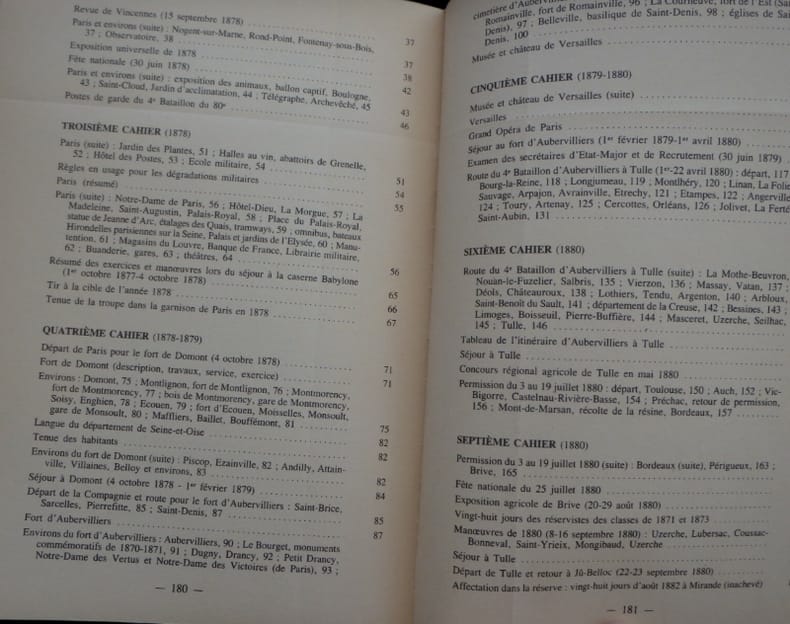 Revue de Vincennes (15 septembre 1878)
Paris et environs (suite) : Nogent-sur-Marne, Rond-Point, Fontenay-sous-Bois,
37 ; Observatoire, 38 37
Exposition universelle de 1878 37
Fête nationale (30 juin 1878) 38
Paris et environs (suite) : exposition des animaux, ballon captif, Boulogne, 42
43 ; Saint-Cloud, Jardin d'acclimatation, 44 ; Télégraphe, Archevêché, 45 43
Postes de garde du 4e Bataillon du 80e 46
TROISIÈME CAHIER (1878)
Paris (suite) : Jardin des Plantes, 51 ; Halles au vin, abattoirs de Grenelle,
52 ; Hôtel des Postes, 53 ; Ecole militaire, 54 51
Règles en usage pour les dégradations militaires 54
Paris (résumé) 55
Paris (suite) : Notre-Dame de Paris, 56 ; Hôtel-Dieu, La Morgue, 57 ; La
Madeleine, Saint-Augustin, Palais-Royal, 58 ; Place du Palais-Royal,
statue de Jeanne d'Arc, étalages des Quais, tramways, 59 ; omnibus, bateaux
Hirondelles parisiennes sur la Seine, Palais et jardins de l'Elysée, 60 ; Manu-
tention, 61 ; Magasins du Louvre, Banque de France, Librairie militaire,
62 ; Buanderie, gares, 63 ; théâtres, 64 56
Résumé des exercices et manœuvres lors du séjour à la caserne Babylone
(1er octobre 1877-4 octobre 1878) 65
Tir à la cible de l'année 1878 66
Tenue de la troupe dans la garnison de Paris en 1878 67
QUATRIÈME CAHIER (1878-1879)
Départ de Paris pour le fort de Domont (4 octobre 1878) 71
Fort de Domont (description, travaux, service, exercice) 71
Environs : Domont, 75 ; Montlignon, fort de Montlignon, 76 ; Montmorency,
fort de Montmorency, 77 ; bois de Montmorency, gare de Montmorency,
Soisy, Enghien, 78 ; Ecouen, 79 ; fort d'Ecouen, Moisselles, Monsoult,
gare de Monsoult, 80 ; Maffliers, Baillet, Bouffémont, 81 75
Langue du département de Seine-et-Oise 82
Tenue des habitants 82
Environs du fort de Domont (suite) : Piscop, Ezainville, 82 ; Andilly, Attain-
ville, Villaines, Belloy et environs, 83 82
Séjour à Domont (4 octobre 1878 - 1er février 1879) 84
Départ de la Compagnie et route pour le fort d'Aubervilliers : Saint-Brice,
Sarcelles, Pierrefitte, 85 ; Saint-Denis, 87 85
Fort d'Aubervilliers 87
Environs du fort d'Aubervilliers : Aubervilliers, 90 ; Le Bourget, monuments
commémoratifs de 1870-1871, 91 ; Dugny, Drancy, 92 ; Petit Drancy,
Notre-Dame des Vertus et Notre-Dame des Victoires (de Paris), 93 ;
— 180 —
cimetière d'Auber
Romainville, fort de Romainville, 96 ; La Courneuve, fort de l'Est (Sai
Denis), 97 ; Belleville, basilique de Saint-Denis, 98 ; églises de Sa
Denis, 100
Musée et château de Versailles
CINQUIÈME CAHIER (1879-1880)
Musée et château de Versailles (suite)
Versailles
Grand Opéra de Paris
Séjour au fort d'Aubervilliers (1er février 1879-1er avril 1880)
Examen des secrétaires d'Etat-Major et de Recrutement (30 juin 1879)
Route du 4e Bataillon d'Aubervilliers à Tulle (1er-22 avril 1880) : départ, 117
Bourg-la-Reine, 118 ; Longjumeau, 119 ; Montlhéry, 120 ; Linan, La Folie
Sauvage, Arpajon, Avrainville, Etrechy, 121 ; Etampes, 122 ; Angerville
124 ; Toury, Artenay, 125 ; Cercottes, Orléans, 126 ; Jolivet, La Ferté
Saint-Aubin, 131
SIXIÈME CAHIER (1880)
Route du 4e Bataillon d'Aubervilliers à Tulle (suite) : La Mothe-Beuvron,
Nouan-le-Fuzelier, Salbris, 135 ; Vierzon, 136 ; Massay, Vatan, 137 ;
Déols, Châteauroux, 138 ; Lothiers, Tendu, Argenton, 140 ; Arbloux,
Saint-Benoît du Sault, 141 ; département de la Creuse, 142 ; Bessines, 143 ;
Limoges, Boisseuil, Pierre-Buffière, 144 ; Masceret, Uzerche, Seilhac,
145 ; Tulle, 146
Tableau de l'itinéraire d'Aubervilliers à Tulle
Séjour à Tulle
Concours régional agricole de Tulle en mai 1880
Permission du 3 au 19 juillet 1880 : départ, Toulouse, 150 ; Auch, 152 ; Vic-
Bigorre, Castelnau-Rivière-Basse, 154 ; Préchac, retour de permission,
156 ; Mont-de-Marsan, récolte de la résine, Bordeaux, 157
SEPTIÈME CAHIER (1880)
Permission du 3 au 19 juillet 1880 (suite) : Bordeaux (suite), Périgueux, 163 ;
Brive, 165
Fête nationale du 25 juillet 1880
Exposition agricole de Brive (20-29 août 1880)
Vingt-huit jours des réservistes des classes de 1871 et 1873
Manœuvres de 1880 (8-16 septembre 1880) : Uzerche, Lubersac, Coussac-
Bonneval, Saint-Yrieix, Mongibaud, Uzerche
Séjour à Tulle
Départ de Tulle et retour à Jû-Belloc (22-23 septembre 1880)
Affectation dans la réserve : vingt-huit jours d'août 1882 à Mirande (inachevé)
— 181 —